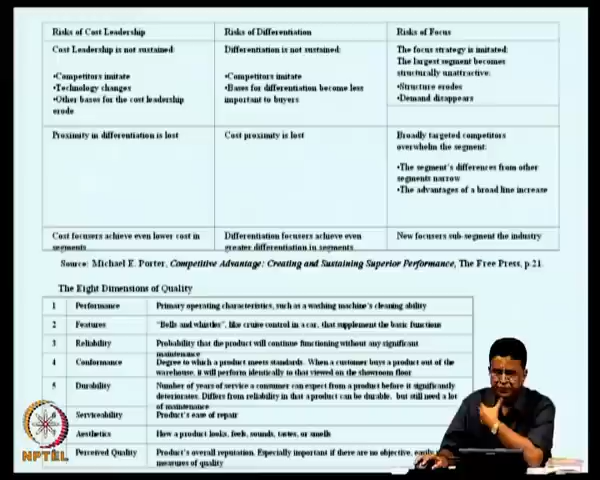 Risks of Cost Leadership
Risks of Differentiation
Risks of Focus
Cost Leadership is not sustained:
•Competitors imitate
•Technology changes
•Other bases for the cost leadership
erode
Differentiation is not sustained:
•Competitors imitate
•Bases for differentiation become less
important to buyers
The focus strategy is imitated:
The largest segment becomes
structurally unattractive:
•Structure erodes
•Demand disappears
Proximity in differentiation is lost
Cost proximity is lost
Broadly targeted competitors
overwhelm the segment:
•The segment's differences from other
segments narrow
•The advantages of a broad line increase
Cost focusers achieve even lower cost in
segments
Differentiation focusers achieve even
greater differentiation in segments
New focusers sub-segment the industry
Source: Michael E. Porter, Competitive Advantage: Creating and Sustaining Superior Performance, The Free Press, p.21.
The Eight Dimensions of Quality
1 Performance Primary operating characteristics, such as a washing machine's cleaning ability
2 Features "Bells and whistles", like cruise control in a car, that supplement the basic functions
3 Reliability Probability that the product will continue functioning without any significant
maintenance
4 Conformance Degree to which a product meets standards. When a customer buys a product out of the
warehouse, it will perform identically to that viewed on the showroom floor
5 Durability Number of years of service a consumer can expect from a product before it significantly
deteriorates. Differs from reliability in that a product can be durable, but still need a lot
of maintenance
6 Serviceability Product's ease of repair
Aesthetics How a product looks, feels, sounds, tastes, or smells
Perceived Quality Product's overall reputation. Especially important if there are no objective, easily
measures of quality
NPTEL